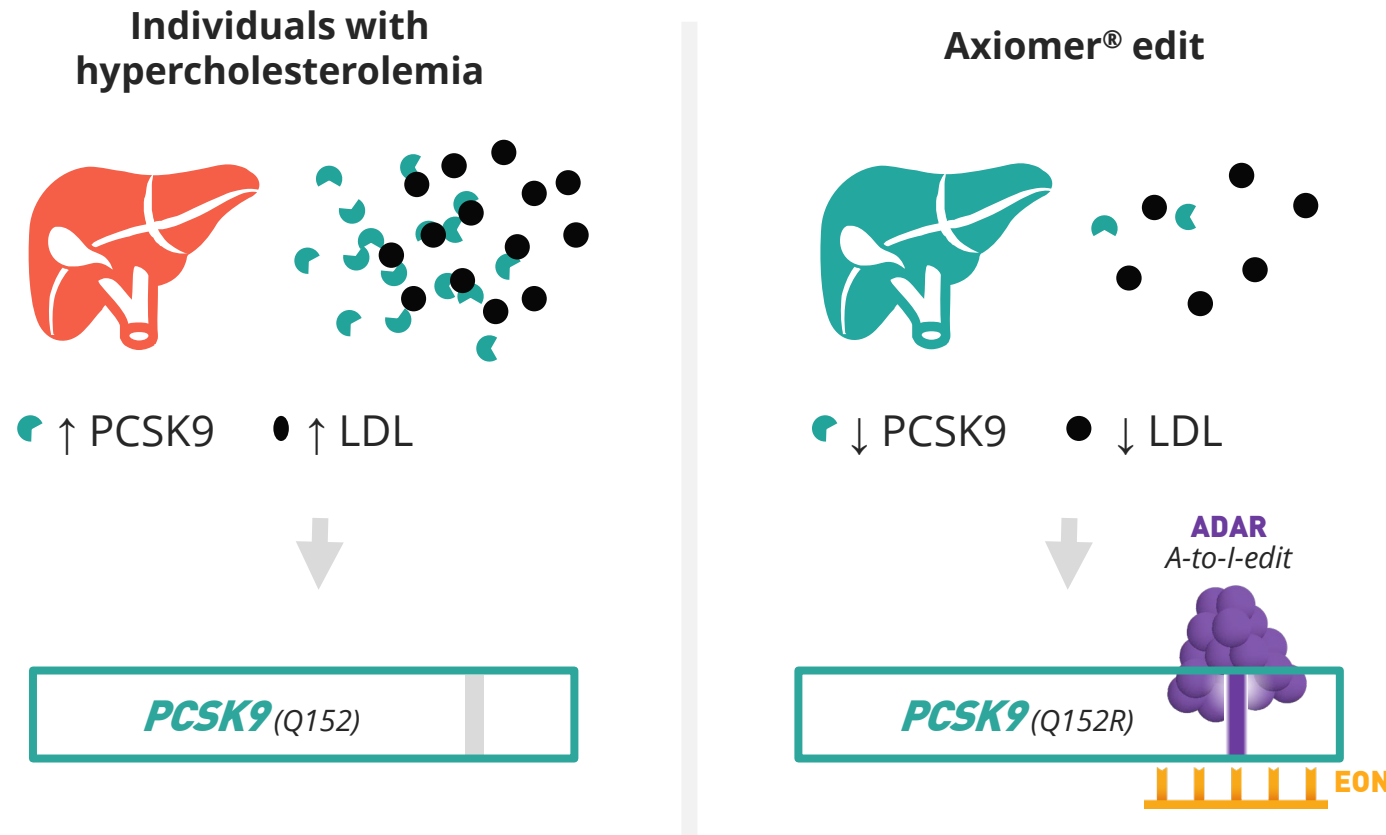 Individuals with
hypercholesterolemia
↑ PCSK9 ↑ LDL
PCSK9 (Q152)
Axiomer® edit
↓ PCSK9 ↓ LDL
ADAR
A-to-I-edit
PCSK9 (Q152R)
EON